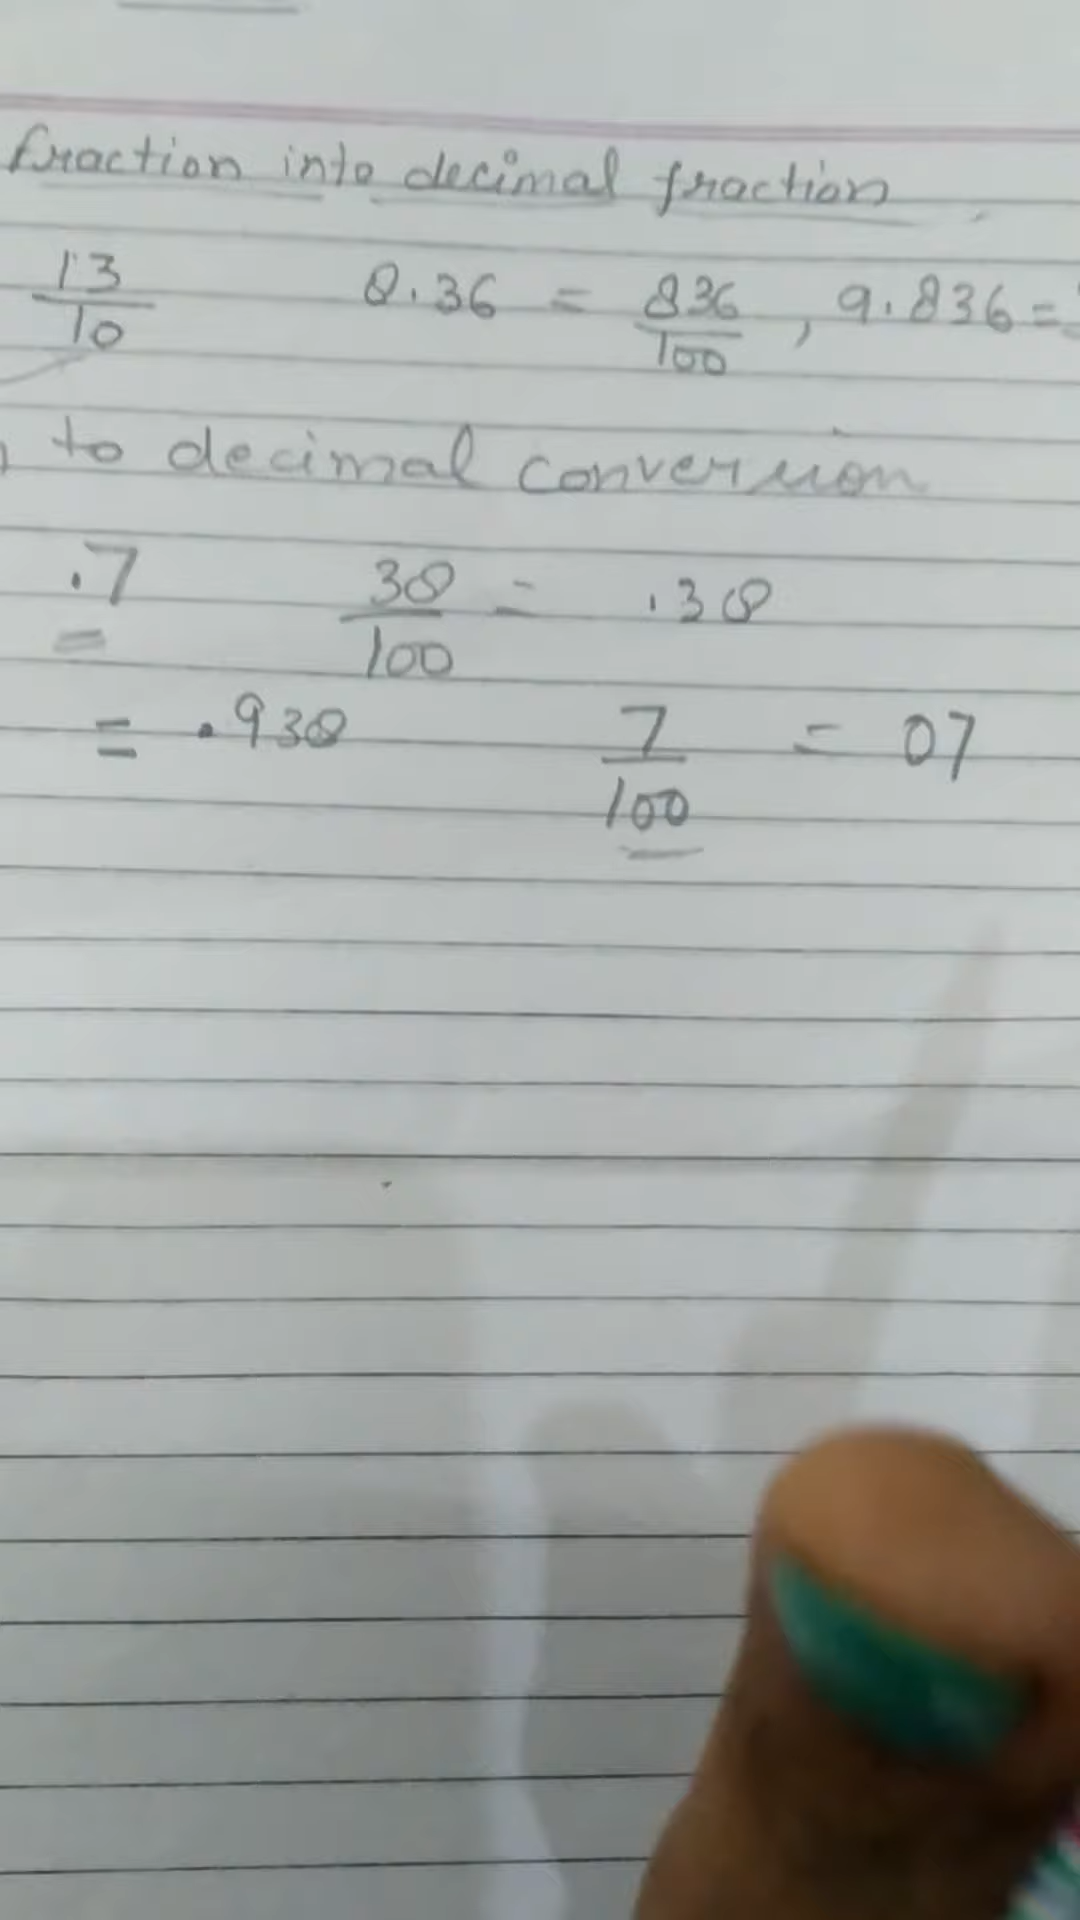 fraction into decimal fraction
13/10 8.36 = 836/100 , 9.836 =
to decimal conversion
.7 38/100 = .38
=
= .938 7/100 = 07